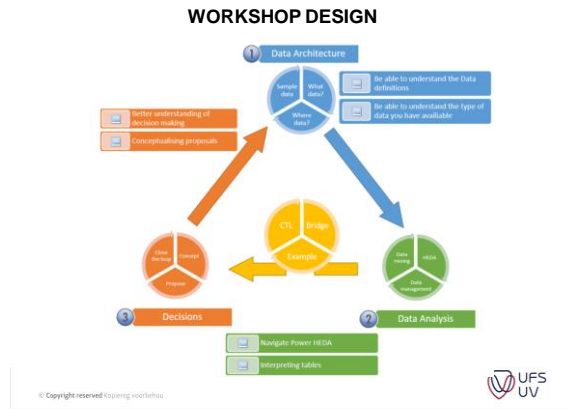 WORKSHOP DESIGN
1
Data Architecture
Sample
data
What
data?
Where
data?
Be able to understand the Data
definitions
Be able to understand the type of
data you have available
Better understanding of
decision making
Conceptualising proposals
CTL
Bridge
Example
Close
the loop
Concept
Propose
Data
mining
HEDA
Data
management
3
Decisions
2
Data Analysis
Navigate Power HEDA
Interpreting tables
© Copyright reserved Kopiereg voorbehou
UFS
UV